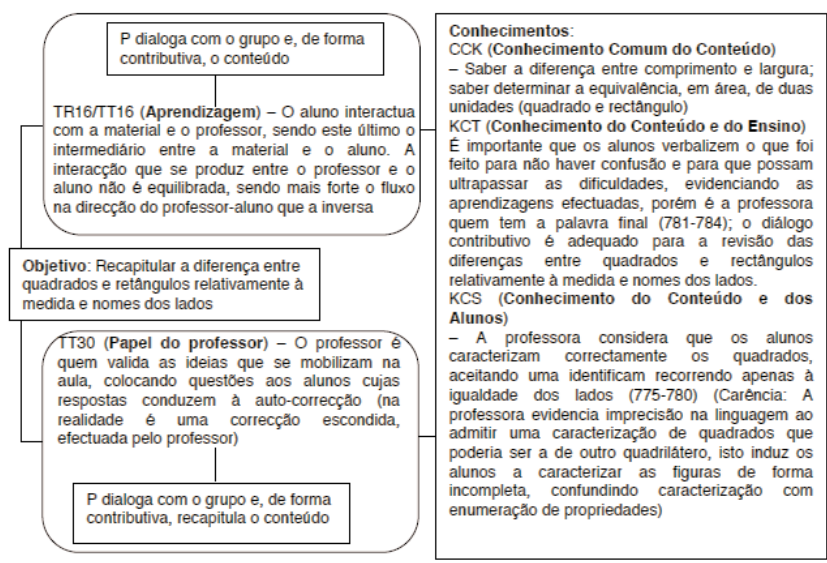 P dialoga com o grupo e, de forma
contributiva, o conteúdo
TR16/TT16 (Aprendizagem) – O aluno interactua
com a material e o professor, sendo este último o
intermediário entre a material e o aluno. A
interacção que se produz entre o professor e o
aluno não é equilibrada, sendo mais forte o fluxo
na direcção do professor-aluno que a inversa
Objetivo: Recapitular a diferença entre
quadrados e retângulos relativamente à
medida e nomes dos lados
TT30 (Papel do professor) – O professor é
quem valida as ideias que se mobilizam na
aula, colocando questões aos alunos cujas
respostas conduzem à auto-correcção (na
realidade é uma correcção escondida,
efectuada pelo professor)
P dialoga com o grupo e, de forma
contributiva, recapitula o conteúdo
Conhecimentos:
CCK (Conhecimento Comum do Conteúdo)
– Saber a diferença entre comprimento e largura;
saber determinar a equivalência, em área, de duas
unidades (quadrado e rectângulo)
KCT (Conhecimento do Conteúdo e do Ensino)
É importante que os alunos verbalizem o que foi
feito para não haver confusão e para que possam
ultrapassar as dificuldades, evidenciando as
aprendizagens efectuadas, porém é a professora
quem tem a palavra final (781-784); o diálogo
contributivo é adequado para a revisão das
diferenças entre quadrados e rectângulos
relativamente à medida e nomes dos lados.
KCS (Conhecimento do Conteúdo e dos
Alunos)
– A professora considera que os alunos
caracterizam correctamente os quadrados,
aceitando uma identificam recorrendo apenas à
igualdade dos lados (775-780) (Carência: A
professora evidencia imprecisão na linguagem ao
admitir uma caracterização de quadrados que
poderia ser a de outro quadrilátero, isto induz os
alunos a caracterizar as figuras de forma
incompleta, confundindo caracterização com
enumeração de propriedades)